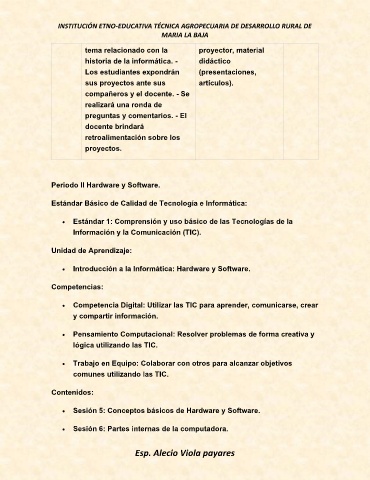 INSTITUCIÓN ETNO-EDUCATIVA TÉCNICA AGROPECUARIA DE DESARROLLO RURAL DE
MARIA LA BAJA
tema relacionado con la
historia de la informática. -
Los estudiantes expondrán
sus proyectos ante sus
compañeros y el docente. - Se
realizará una ronda de
preguntas y comentarios. - El
docente brindará
retroalimentación sobre los
proyectos.
proyector, material
didáctico
(presentaciones,
artículos).
Periodo II Hardware y Software.
Estándar Básico de Calidad de Tecnología e Informática:
• Estándar 1: Comprensión y uso básico de las Tecnologías de la
Información y la Comunicación (TIC).
Unidad de Aprendizaje:
• Introducción a la Informática: Hardware y Software.
Competencias:
• Competencia Digital: Utilizar las TIC para aprender, comunicarse, crear
y compartir información.
• Pensamiento Computacional: Resolver problemas de forma creativa y
lógica utilizando las TIC.
• Trabajo en Equipo: Colaborar con otros para alcanzar objetivos
comunes utilizando las TIC.
Contenidos:
• Sesión 5: Conceptos básicos de Hardware y Software.
• Sesión 6: Partes internas de la computadora.
Esp. Alecio Viola payares